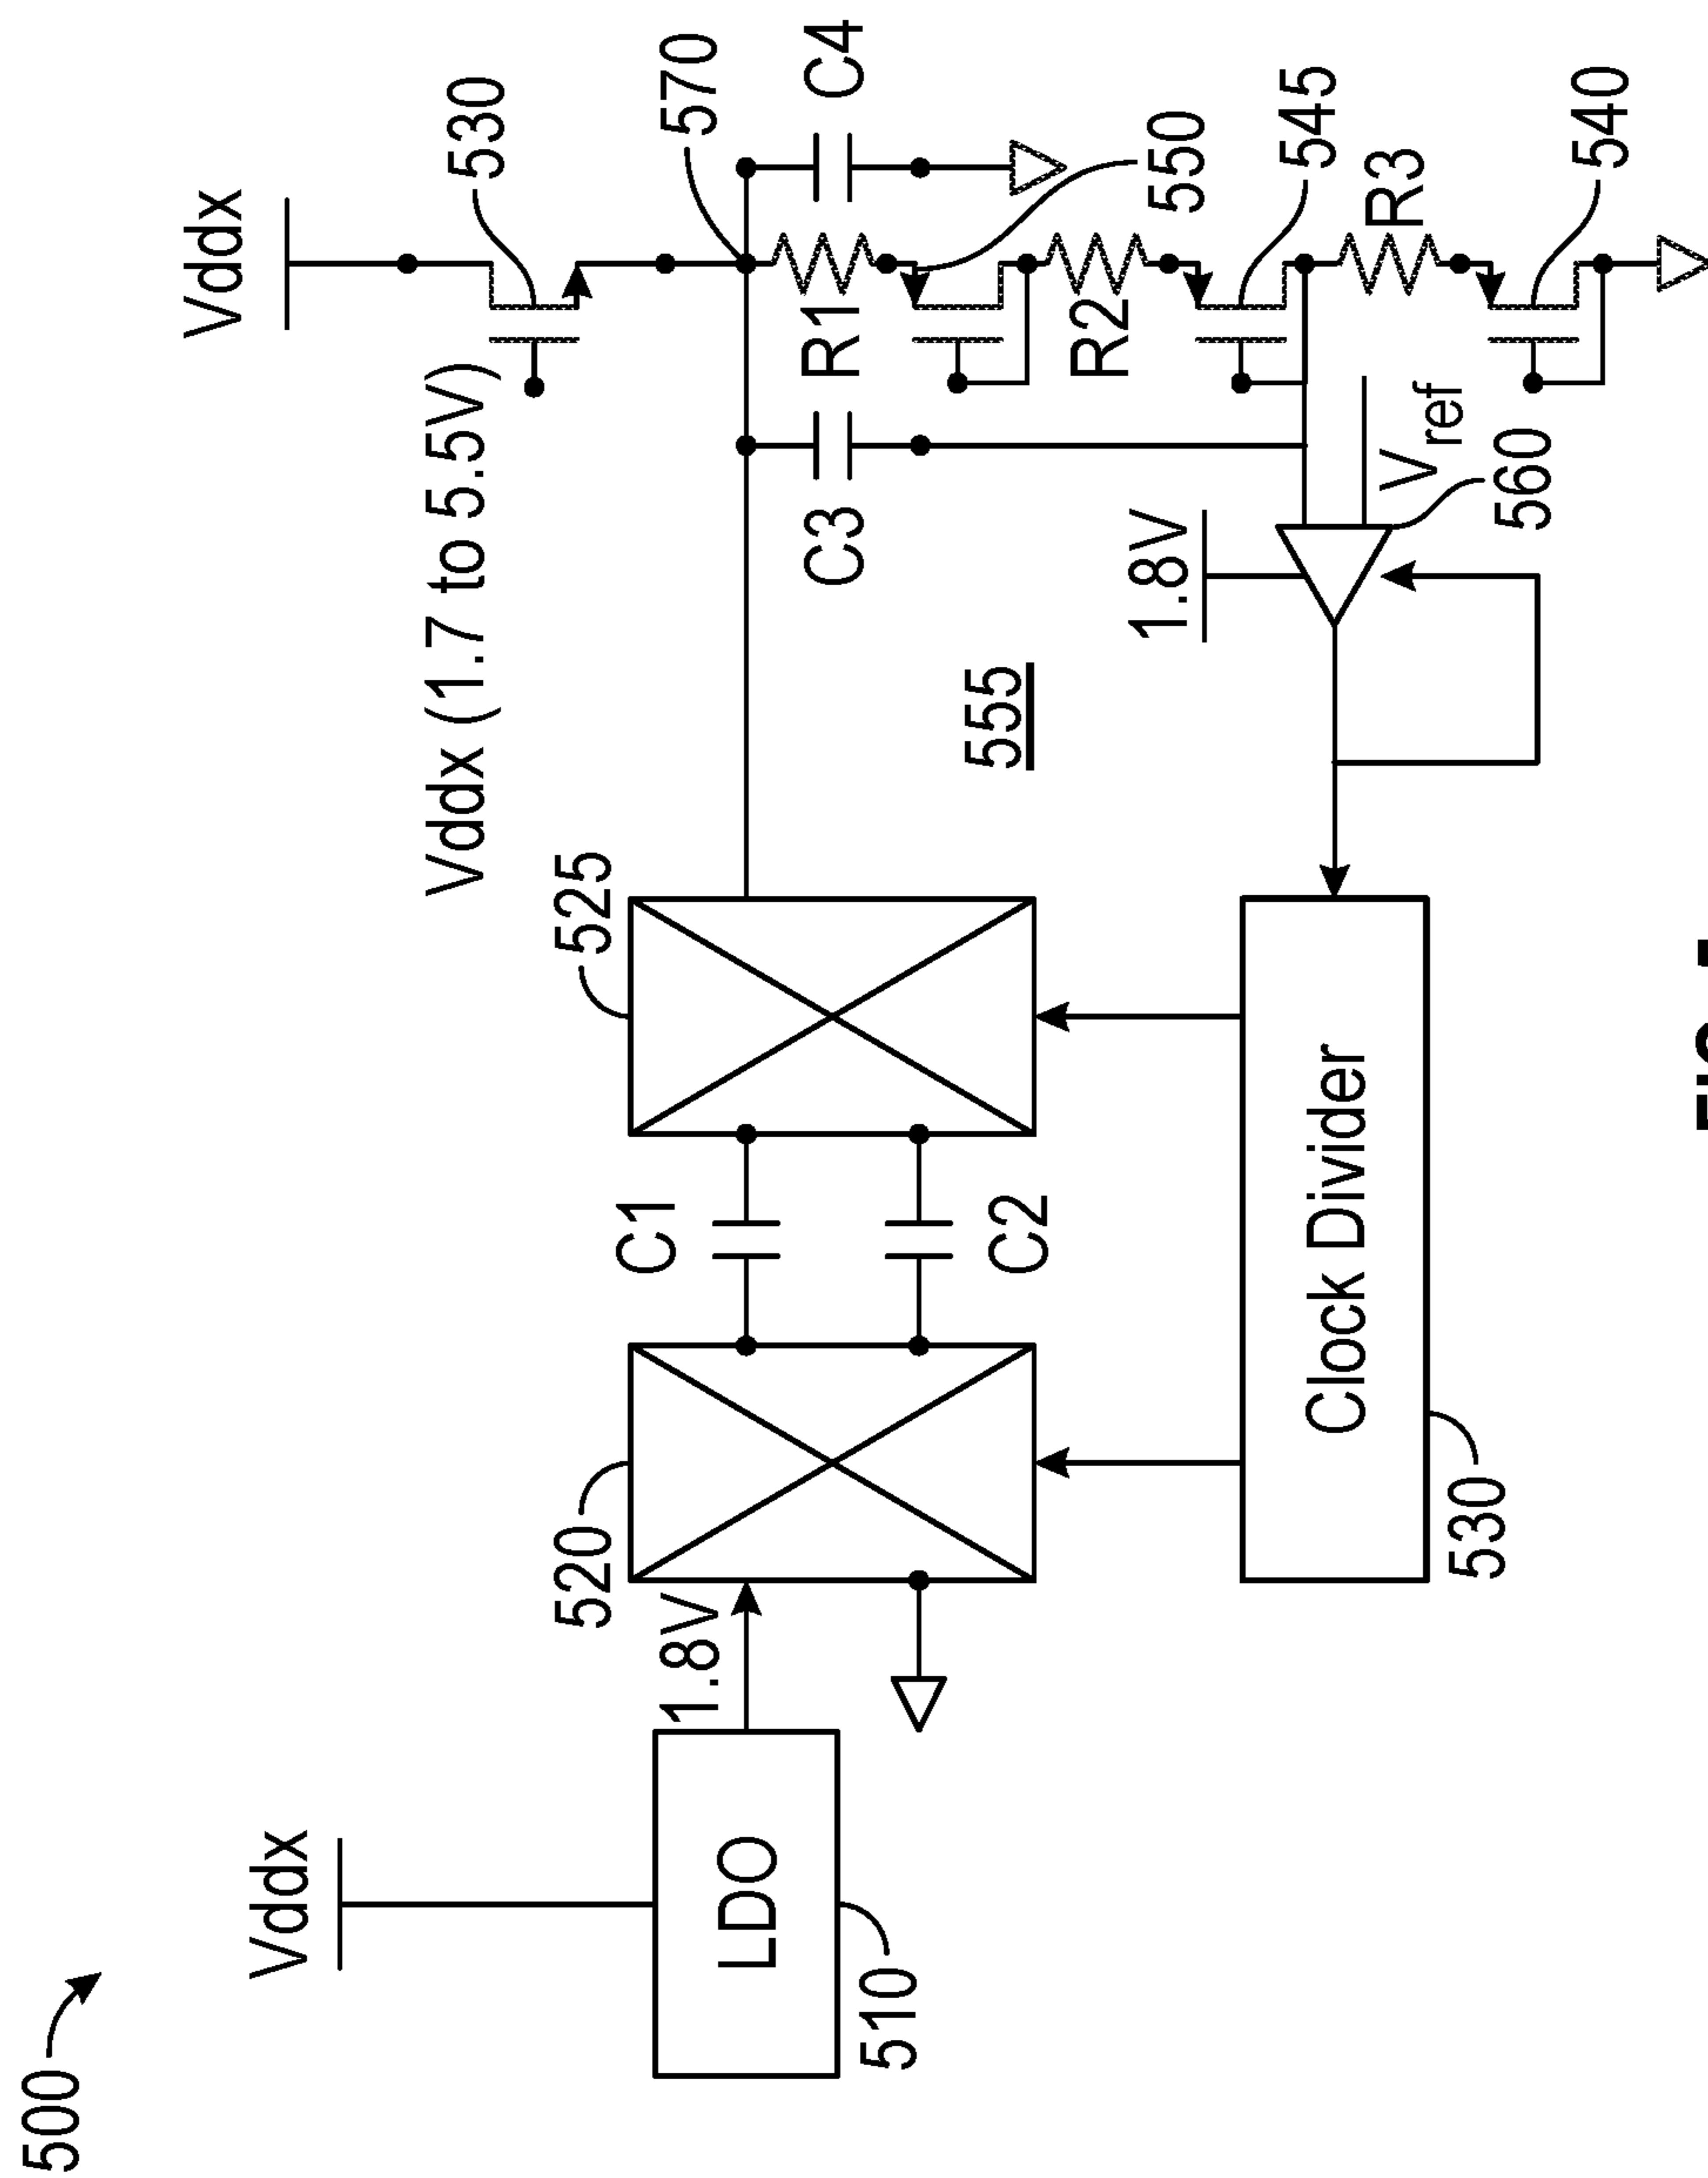 500
Vddx
Vddx
Vddx (1.7 to 5.5V)
530
520
525
C1
1.8V
570
LDO
C3
R1
C4
510
555
C2
R2
1.8V
550
545
Clock Divider
R3
Vref
530
560
540